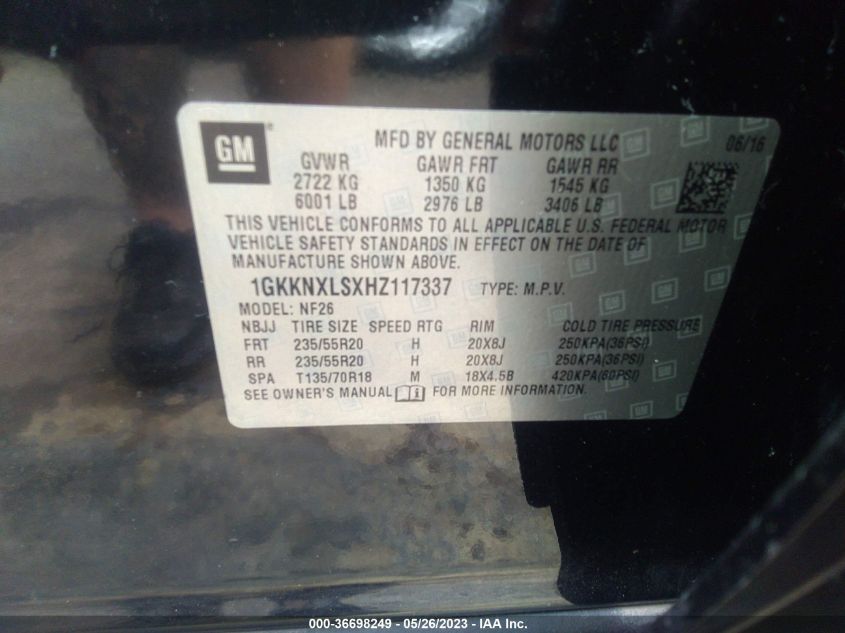 GM
MFD BY GENERAL MOTORS LLC 06/16
GVWR GAWR FRT GAWR RR
2722 KG 1350 KG 1545 KG
6001 LB 2976 LB 3406 LB
THIS VEHICLE CONFORMS TO ALL APPLICABLE U.S. FEDERAL MOTOR
VEHICLE SAFETY STANDARDS IN EFFECT ON THE DATE OF
MANUFACTURE SHOWN ABOVE.
1GKKNXLSXHZ117337 TYPE: M.P.V.
MODEL: NF26
NBJJ TIRE SIZE SPEED RTG RIM COLD TIRE PRESSURE
FRT 235/55R20 H 20X8J 250KPA(36PSI)
RR 235/55R20 H 20X8J 250KPA(36PSI)
SPA T135/70R18 M 18X4.5B 420KPA(60PSI)
SEE OWNER'S MANUAL FOR MORE INFORMATION.
000-36698249 - 05/26/2023 - IAA Inc.